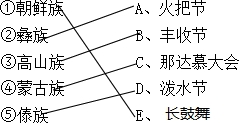 ①朝鲜族 A、火把节
②彝族 B、丰收节
③高山族 C、那达慕大会
④蒙古族 D、泼水节
⑤傣族 E、长鼓舞